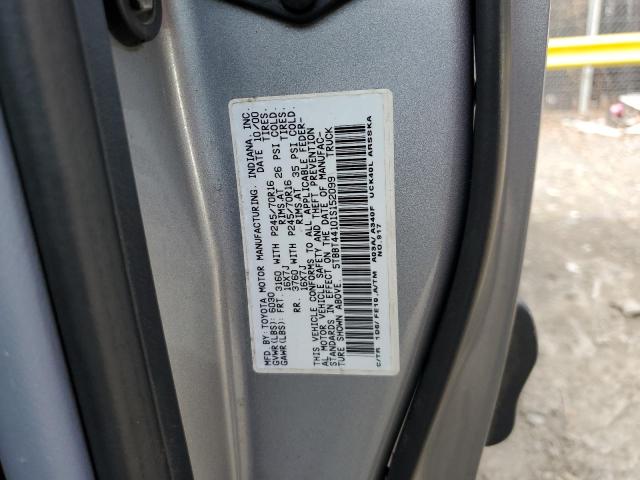 MFD.BY:TOYOTA MOTOR MANUFACTURING, INDIANA, INC.
GVWR(LBS): 6030 DATE 10/00
GAWR(LBS): FRT. 3160 WITH P245/70R16 TIRES.
16X7J RIMS.AT 26 PSI COLD.
RR. 3760 WITH P245/70R16 TIRES.
16X7J RIMS.AT 35 PSI COLD.
THIS VEHICLE CONFORMS TO ALL APPLICABLE FEDER-
AL MOTOR VEHICLE SAFETY AND THEFT PREVENTION
STANDARDS IN EFFECT ON THE DATE OF MANUFAC-
TURE SHOWN ABOVE. 5TBBT44101S152099 TRUCK
C/TR 1D6/FE10 A/TM A03A/A340F UCK40L ARSSKA
NO.917